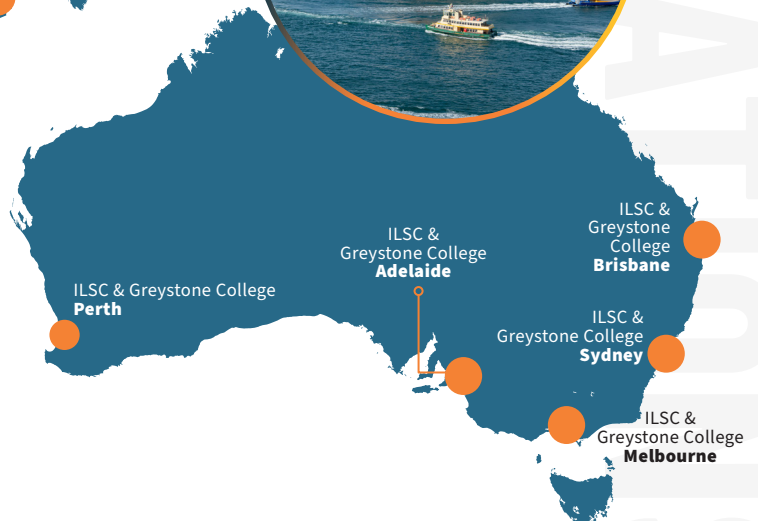 ILSC &
Greystone
College
Brisbane
ILSC &
Greystone College
Adelaide
ILSC & Greystone College
Perth
ILSC &
Greystone College
Sydney
ILSC &
Greystone College
Melbourne